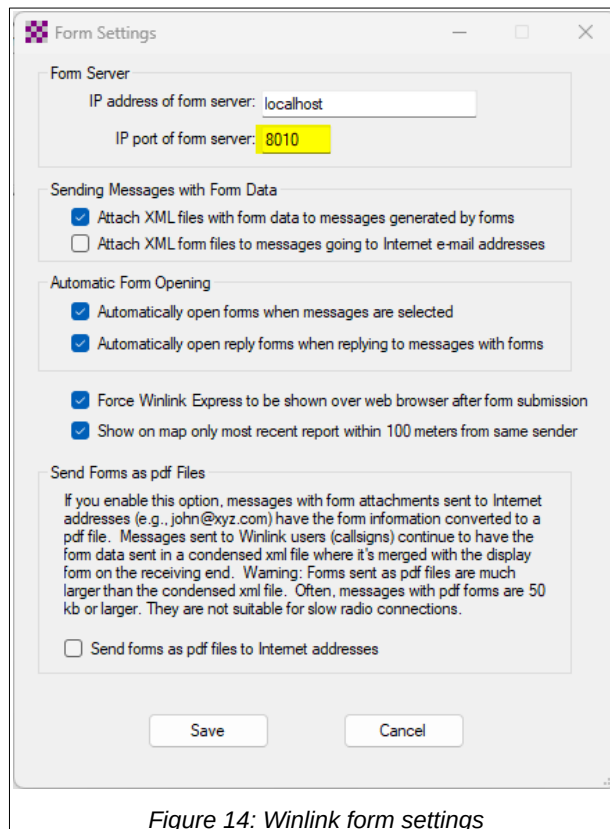 Form Settings
Form Server
IP address of form server: localhost
IP port of form server: 8010
Sending Messages with Form Data
Attach XML files with form data to messages generated by forms
Attach XML form files to messages going to Internet e-mail addresses
Automatic Form Opening
Automatically open forms when messages are selected
Automatically open reply forms when replying to messages with forms
Force Winlink Express to be shown over web browser after form submission
Show on map only most recent report within 100 meters from same sender
Send Forms as pdf Files
If you enable this option, messages with form attachments sent to Internet
addresses (e.g., john@xyz.com) have the form information converted to a
pdf file.  Messages sent to Winlink users (callsigns) continue to have the
form data sent in a condensed xml file where it's merged with the display
form on the receiving end.  Warning: Forms sent as pdf files are much
larger than the condensed xml file.  Often, messages with pdf forms are 50
kb or larger. They are not suitable for slow radio connections.
Send forms as pdf files to Internet addresses
Save Cancel
Figure 14: Winlink form settings